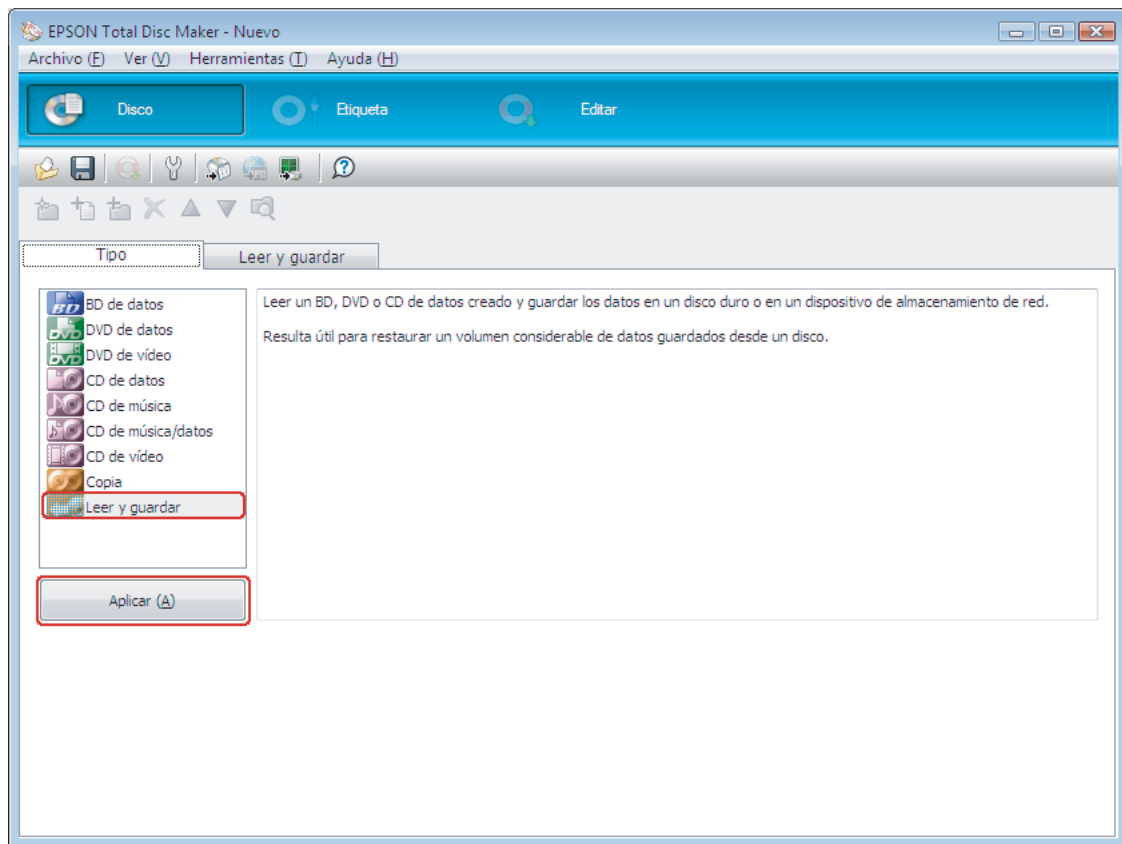 EPSON Total Disc Maker - Nuevo
Archivo (F) Ver (V) Herramientas (T) Ayuda (H)
Disco Etiqueta Editar
Tipo Leer y guardar
BD BD de datos
DVD DVD de datos
DVD DVD de vídeo
CD de datos
CD de música
CD de música/datos
CD de vídeo
Copia
Leer y guardar
Aplicar (A)
Leer un BD, DVD o CD de datos creado y guardar los datos en un disco duro o en un dispositivo de almacenamiento de red.
Resulta útil para restaurar un volumen considerable de datos guardados desde un disco.